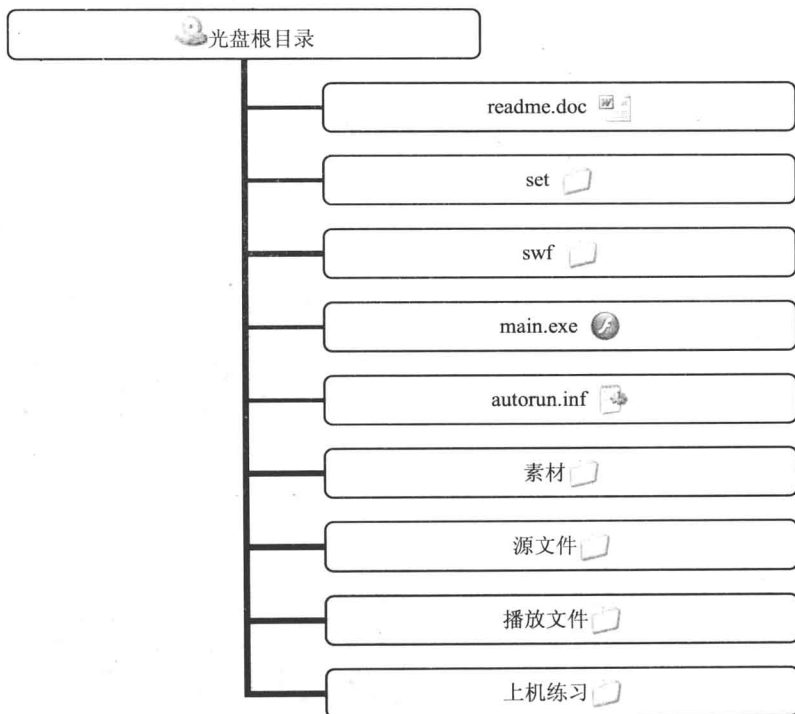 光盘根目录
readme.doc
set
swf
main.exe
autorun.inf
素材
源文件
播放文件
上机练习